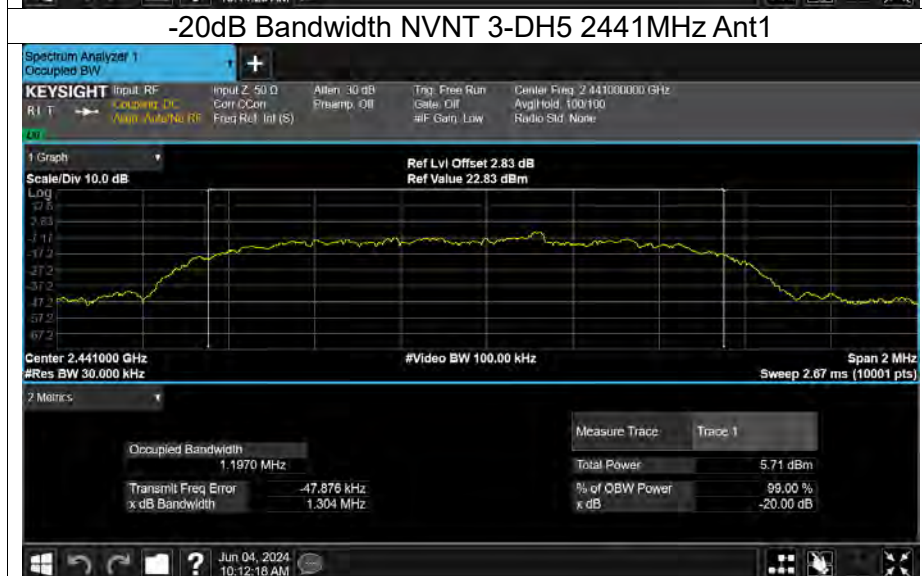 -20dB Bandwidth NVNT 3-DH5 2441MHz Ant1
Spectrum Analyzer 1
Occupied BW
KEYSIGHT Input: RF Input Z: 50 Ω Atten: 30 dB Trig: Free Run Center Freq: 2.441000000 GHz
RL T Coupling: DC Corr CCorr Preamp: Off Gate: Off Avg|Hold: 100/100
Align: Auto/No RF Freq Ref: Int (S) #IF Gain: Low Radio Std: None
1 Graph
Ref Lvl Offset 2.83 dB
Scale/Div 10.0 dB Ref Value 22.83 dBm
Log
2.83
-17.2
-27.2
-37.2
-47.2
-57.2
-67.2
Center 2.441000 GHz #Video BW 100.00 kHz Span 2 MHz
#Res BW 30.000 kHz Sweep 2.67 ms (10001 pts)
2 Metrics
Measure Trace Trace 1
Occupied Bandwidth
1.1970 MHz Total Power 5.71 dBm
Transmit Freq Error -47.876 kHz % of OBW Power 99.00 %
x dB Bandwidth 1.304 MHz x dB -20.00 dB
? Jun 04, 2024
10:12:18 AM